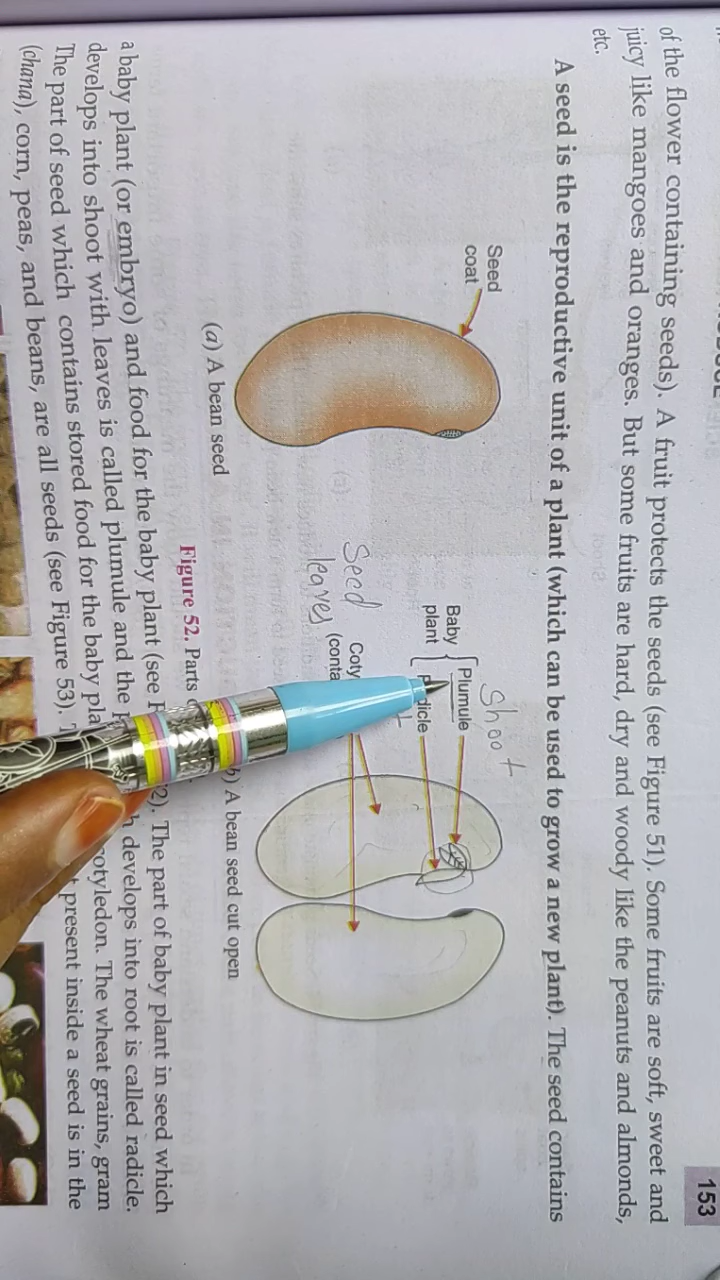 153
of the flower containing seeds). A fruit protects the seeds (see Figure 51). Some fruits are soft, sweet and
juicy like mangoes and oranges. But some fruits are hard, dry and woody like the peanuts and almonds,
etc.
A seed is the reproductive unit of a plant (which can be used to grow a new plant). The seed contains
Seed
coat
(a) A bean seed
Shoot
Baby
plant
Plumule
dicle
Seed
leaves
Coty
(conta
b) A bean seed cut open
Figure 52. Parts
a baby plant (or embryo) and food for the baby plant (see F 2). The part of baby plant in seed which
develops into shoot with leaves is called plumule and the h develops into root is called radicle.
The part of seed which contains stored food for the baby pla otyledon. The wheat grains, gram
(chana), corn, peas, and beans, are all seeds (see Figure 53). present inside a seed is in the